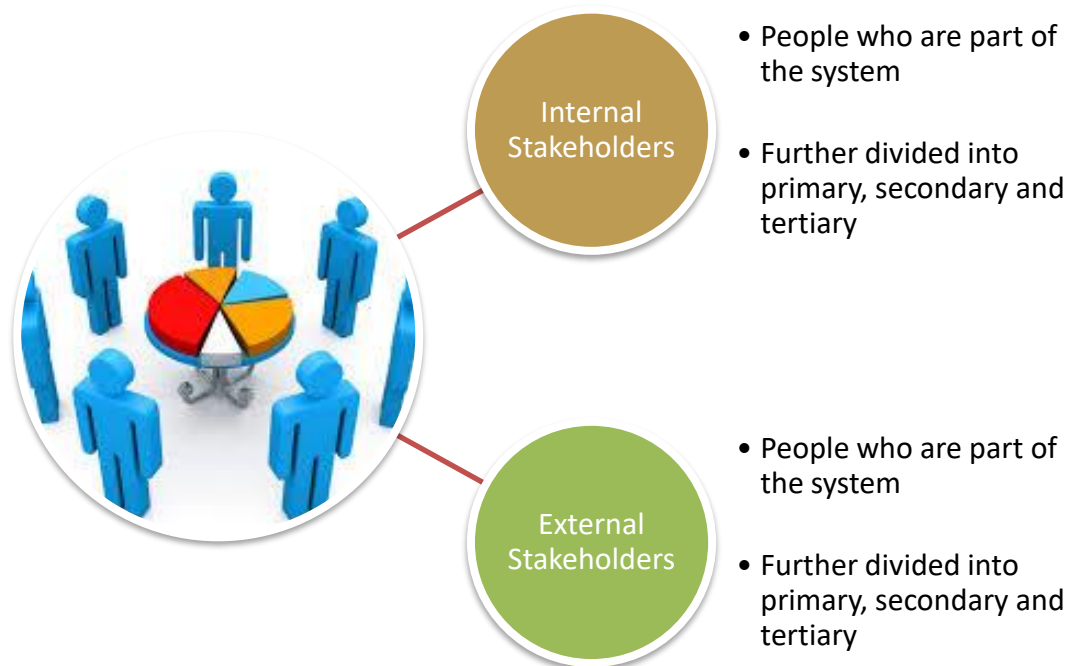 Internal
Stakeholders
• People who are part of
the system
• Further divided into
primary, secondary and
tertiary
External
Stakeholders
• People who are part of
the system
• Further divided into
primary, secondary and
tertiary